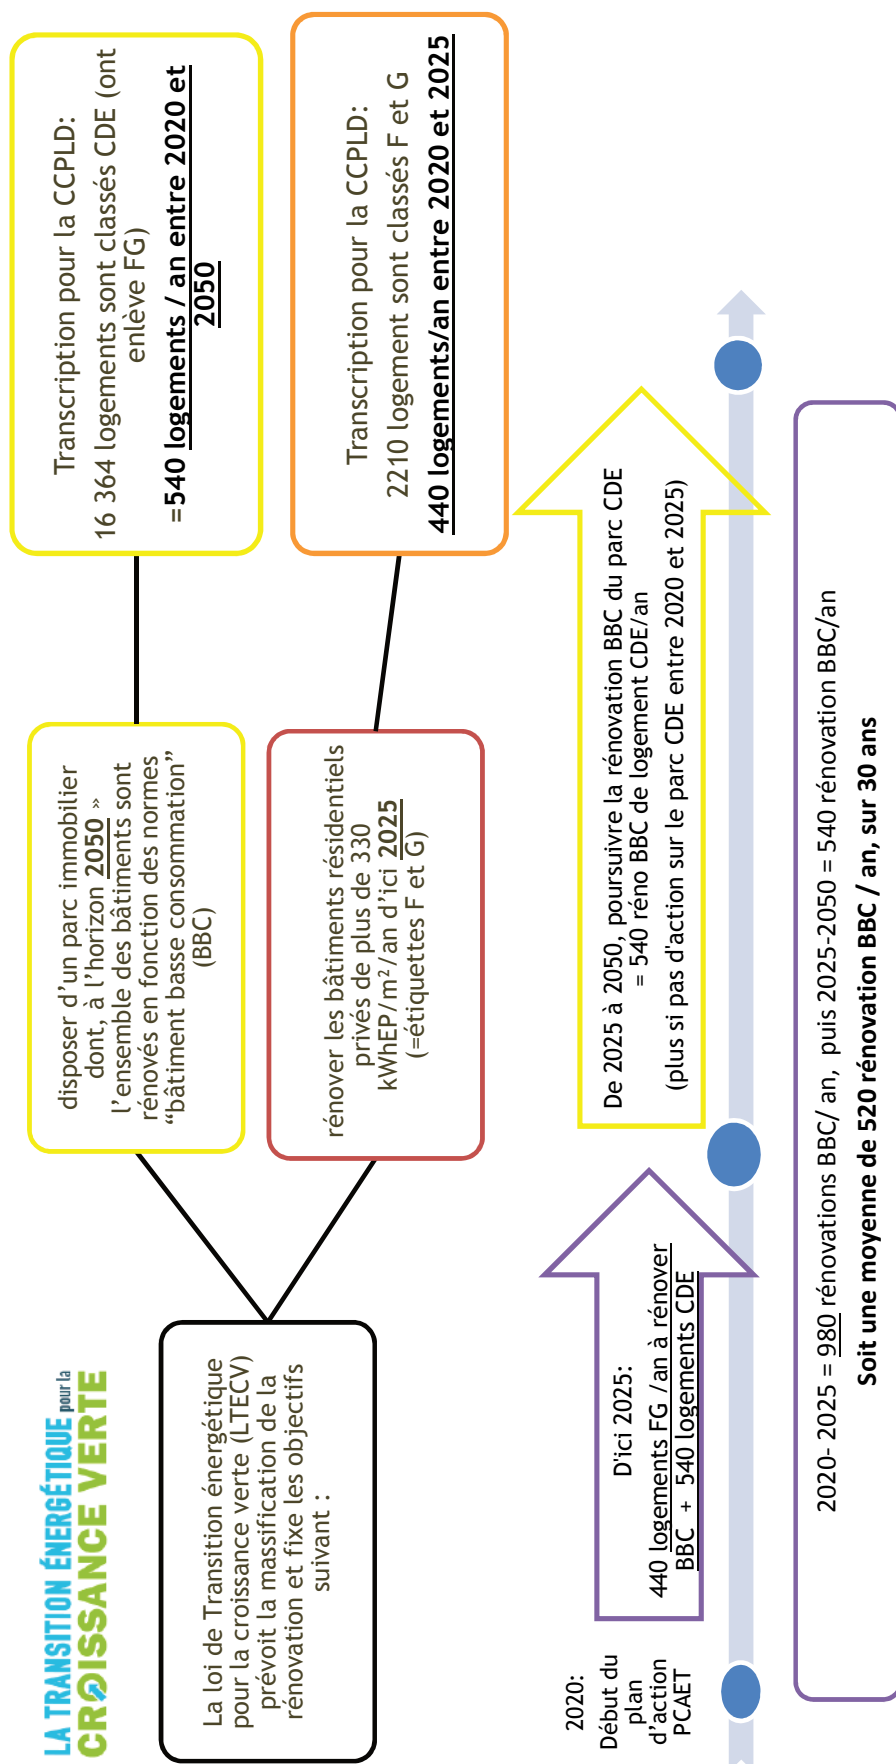 LA TRANSITION ÉNERGÉTIQUE pour la
CROISSANCE VERTE
La loi de Transition énergétique
pour la croissance verte (LTECV)
prévoit la massification de la
rénovation et fixe les objectifs
suivant :
disposer d'un parc immobilier
dont, à l'horizon 2050 »
l'ensemble des bâtiments sont
rénovés en fonction des normes
“bâtiment basse consommation”
(BBC)
Transcription pour la CCPLD:
16 364 logements sont classés CDE (ont
enlève FG)
=540 logements / an entre 2020 et
2050
rénover les bâtiments résidentiels
privés de plus de 330
kWhEP/m²/an d'ici 2025
(=étiquettes F et G)
Transcription pour la CCPLD:
2210 logement sont classés F et G
440 logements/an entre 2020 et 2025
2020:
Début du
plan
d'action
PCAET
D'ici 2025:
440 logements FG /an à rénover
BBC + 540 logements CDE
De 2025 à 2050, poursuivre la rénovation BBC du parc CDE
= 540 réno BBC de logement CDE/an
(plus si pas d'action sur le parc CDE entre 2020 et 2025)
2020- 2025 = 980 rénovations BBC/ an, puis 2025-2050 = 540 rénovation BBC/an
Soit une moyenne de 520 rénovation BBC / an, sur 30 ans